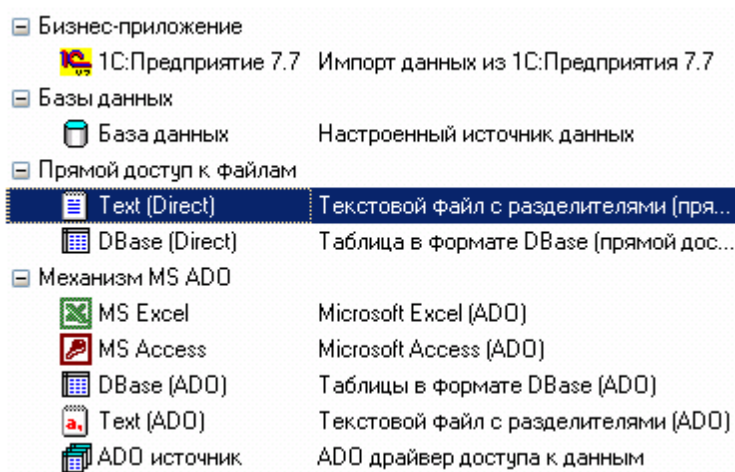 Бизнес-приложение
1С:Предприятие 7.7 Импорт данных из 1С:Предприятия 7.7
Базы данных
База данных Настроенный источник данных
Прямой доступ к файлам
Text (Direct) Текстовой файл с разделителями (пря...
DBase (Direct) Таблица в формате DBase (прямой дос...
Механизм MS ADO
MS Excel Microsoft Excel (ADO)
MS Access Microsoft Access (ADO)
DBase (ADO) Таблицы в формате DBase (ADO)
Text (ADO) Текстовой файл с разделителями (ADO)
ADO источник ADO драйвер доступа к данным